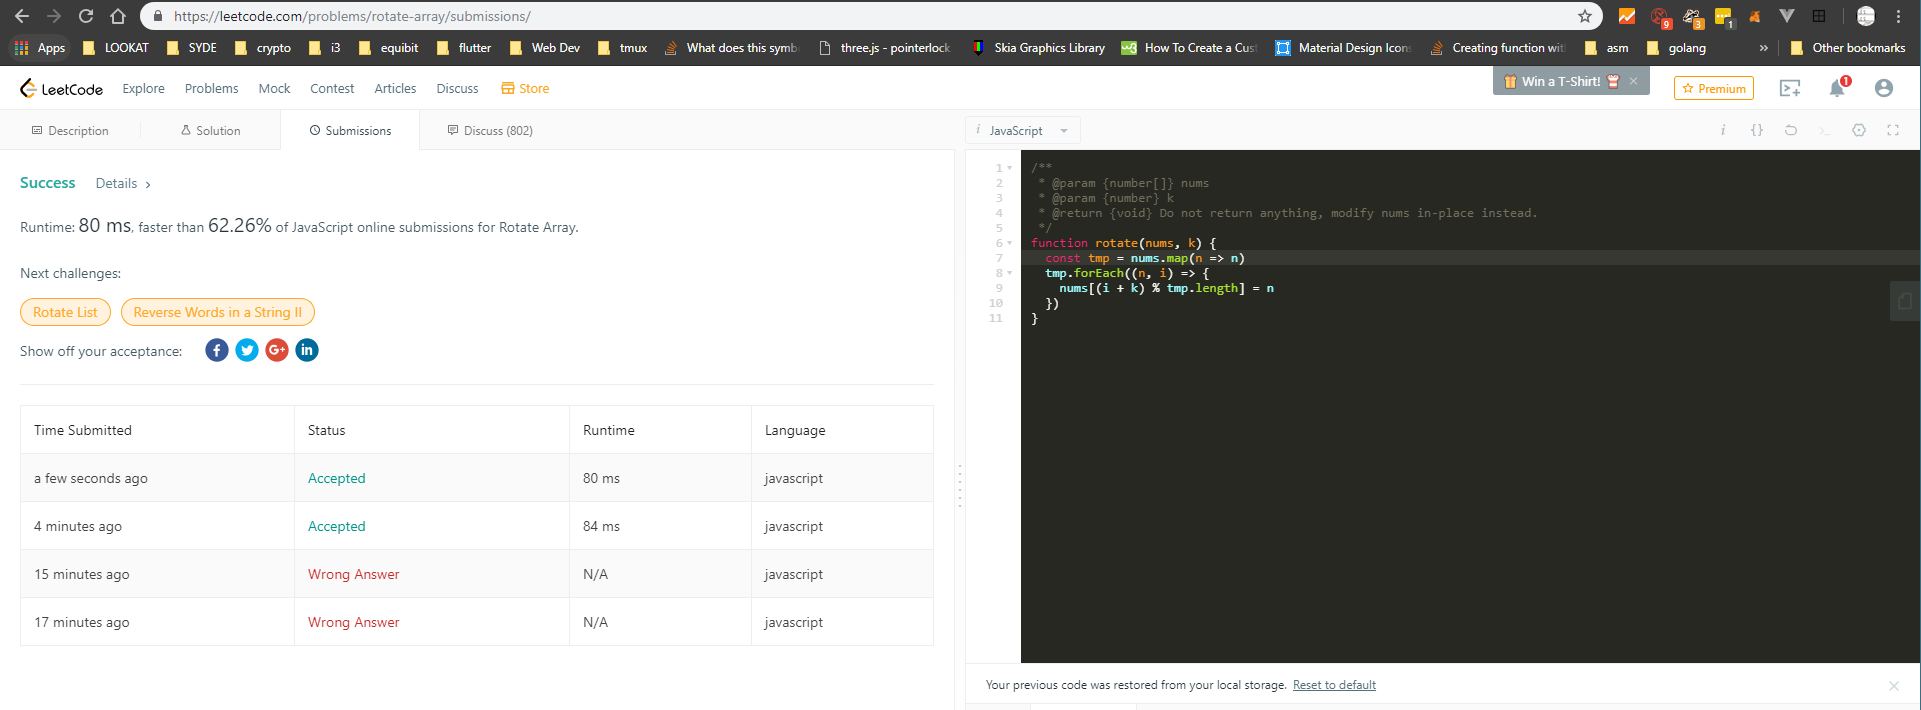 https://leetcode.com/problems/rotate-array/submissions/
9
3
1
Apps LOOKAT SYDE crypto i3 equibit flutter Web Dev tmux What does this symb three.js - pointerlock Skia Graphics Library How To Create a Cust Material Design Icon Creating function wit asm golang » Other bookmarks
LeetCode Explore Problems Mock Contest Articles Discuss Store Win a T-Shirt! × Premium 1
Description Solution Submissions Discuss (802)
i JavaScript i {}
Success Details >
Runtime: 80 ms, faster than 62.26% of JavaScript online submissions for Rotate Array.
Next challenges:
Rotate List Reverse Words in a String II
Show off your acceptance: f G+ in
Time Submitted Status Runtime Language
a few seconds ago Accepted 80 ms javascript
4 minutes ago Accepted 84 ms javascript
15 minutes ago Wrong Answer N/A javascript
17 minutes ago Wrong Answer N/A javascript
1 /**
2 * @param {number[]} nums
3 * @param {number} k
4 * @return {void} Do not return anything, modify nums in-place instead.
5 */
6 function rotate(nums, k) {
7 const tmp = nums.map(n => n)
8 tmp.forEach((n, i) => {
9 nums[(i + k) % tmp.length] = n
10 })
11 }
Your previous code was restored from your local storage. Reset to default